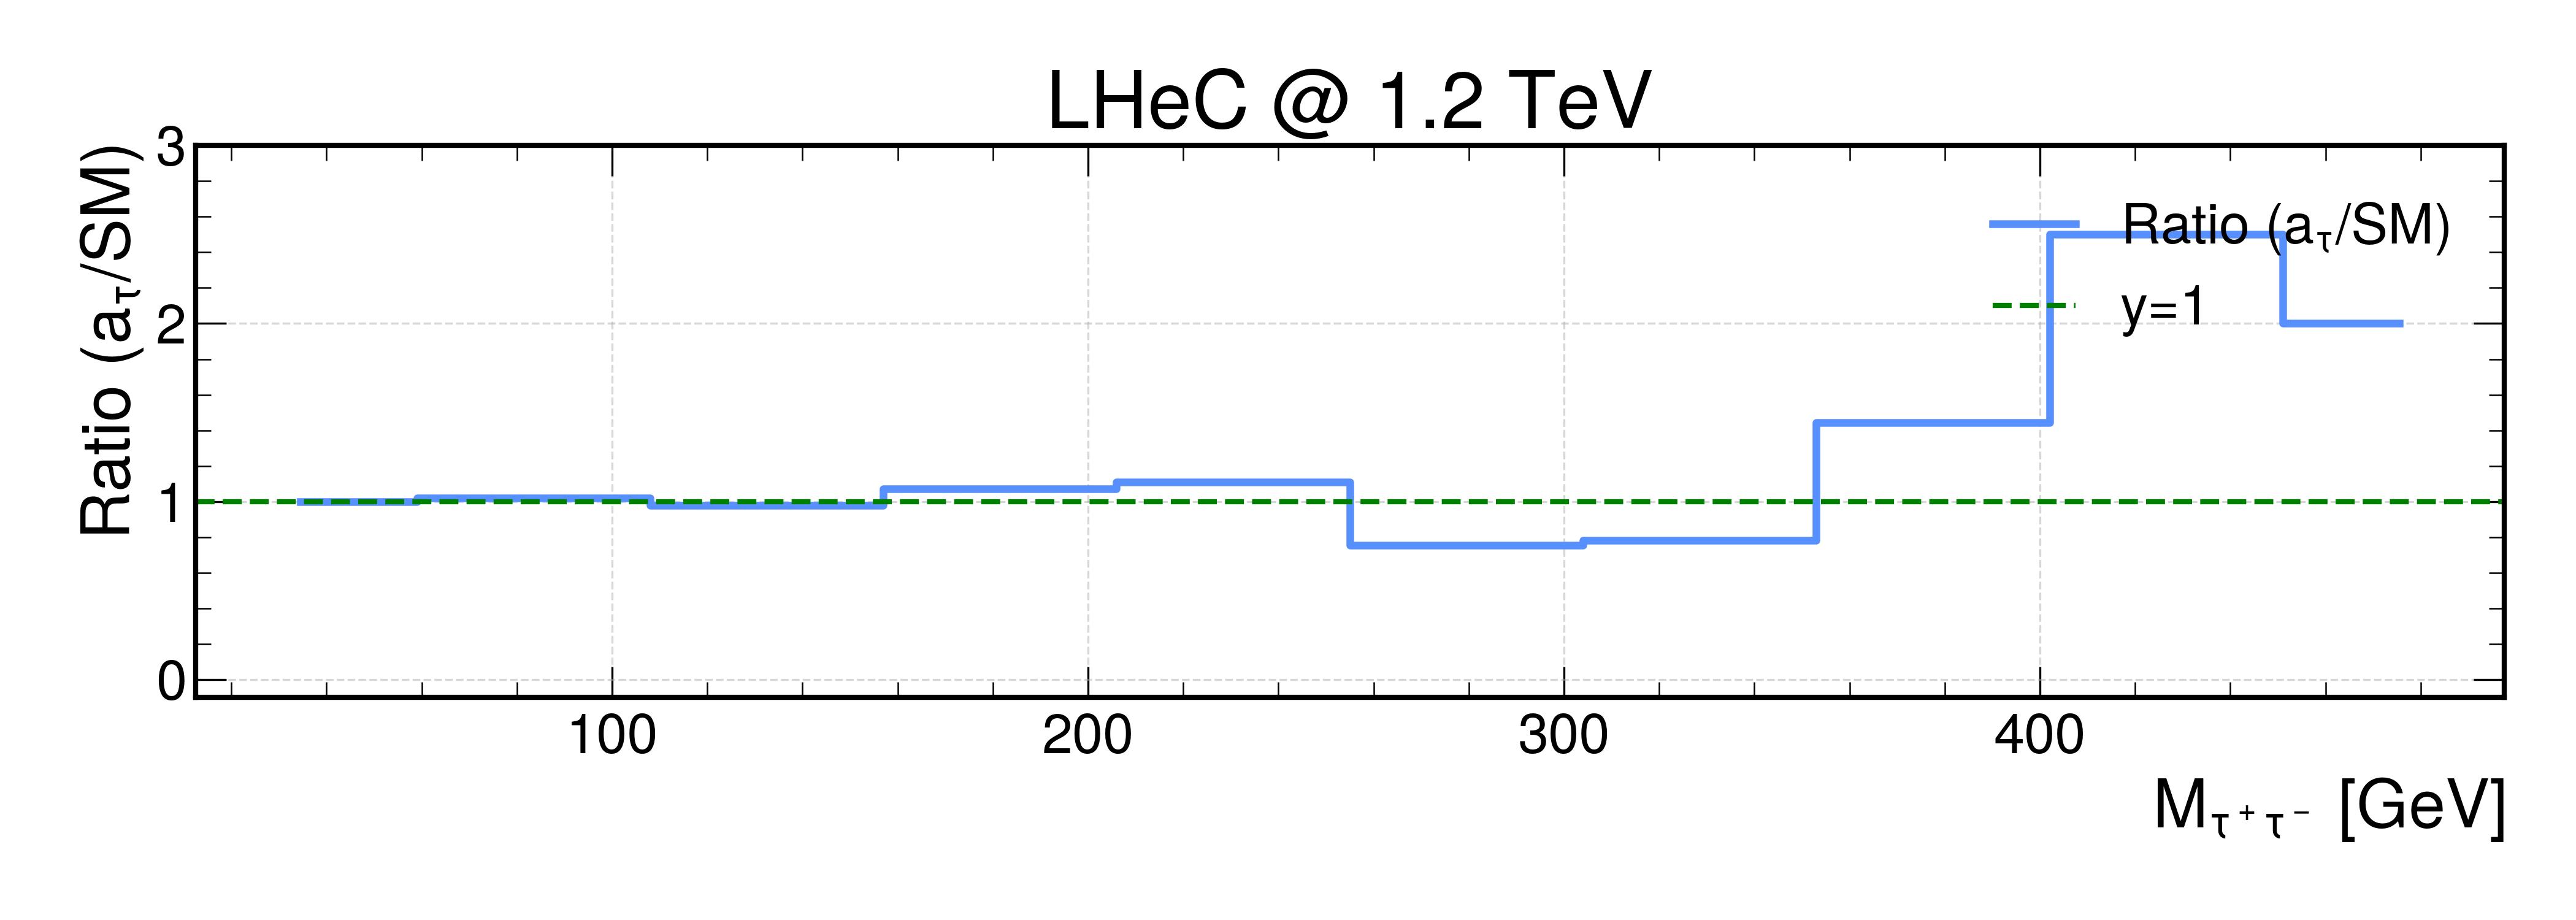 LHeC @ 1.2 TeV
Ratio (aτ/SM)
3
2
1
0
Ratio (aτ/SM)
y=1
100 200 300 400
Mτ⁺τ⁻ [GeV]